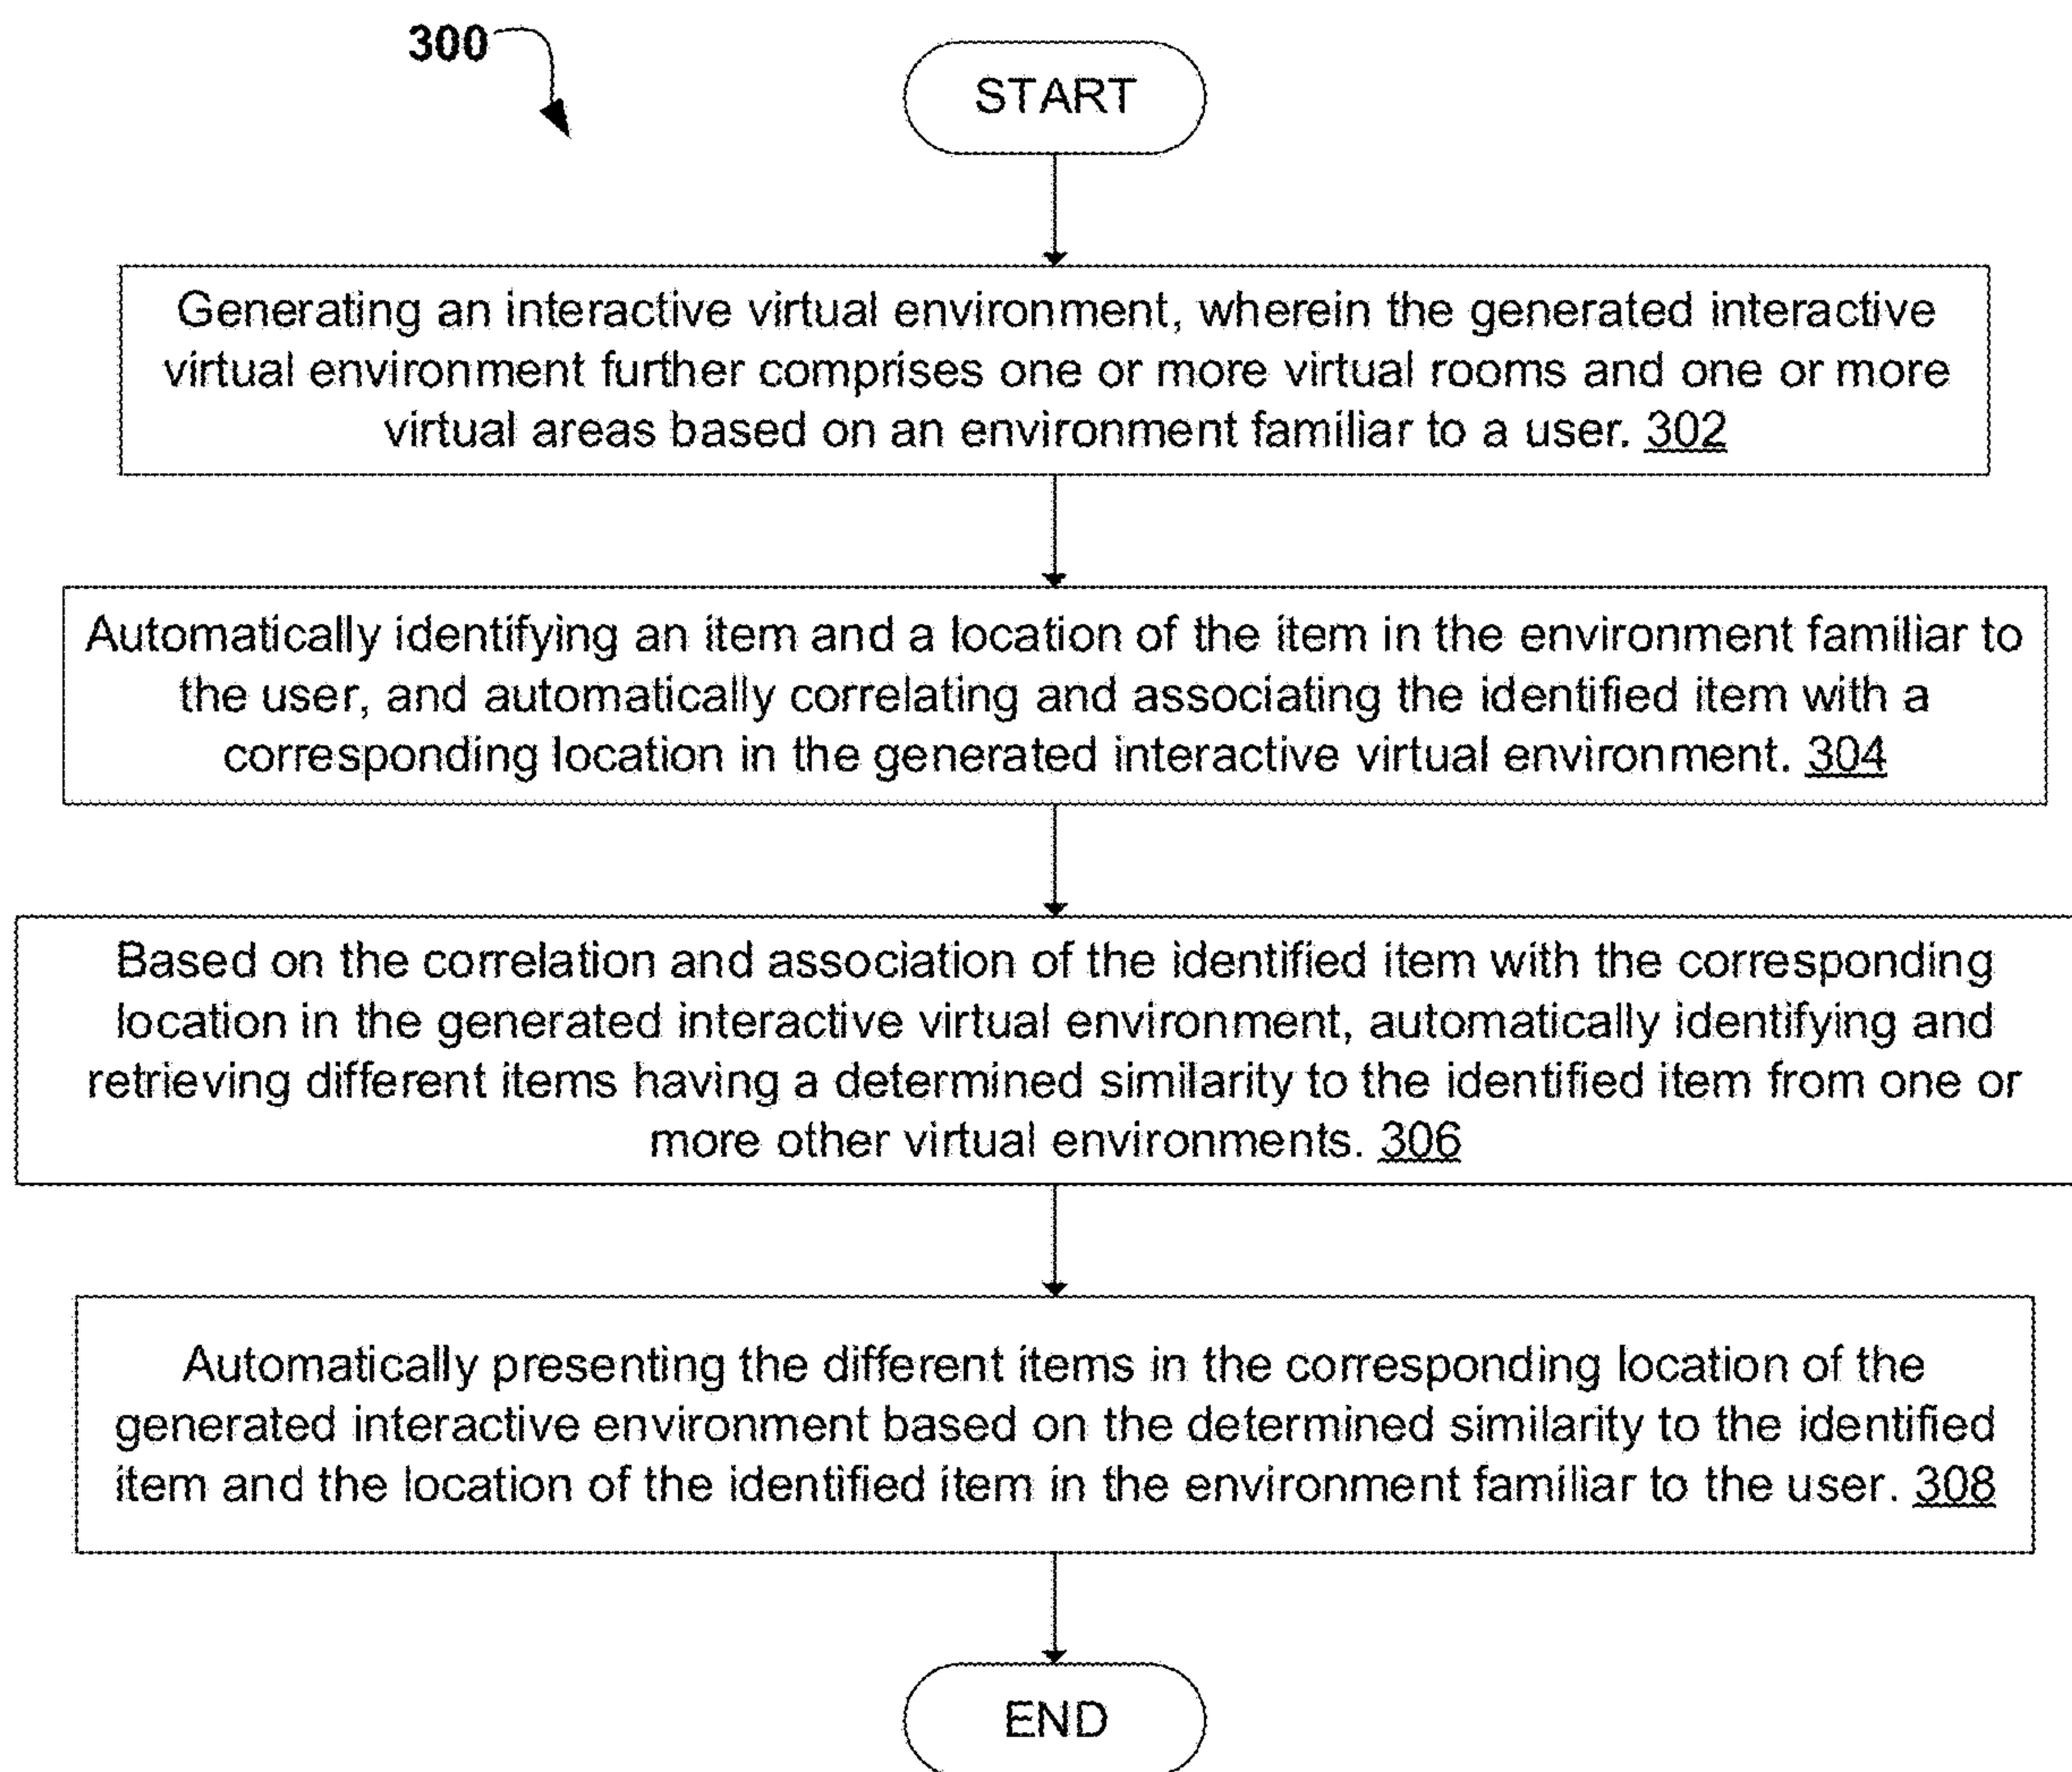 300
START
Generating an interactive virtual environment, wherein the generated interactive
virtual environment further comprises one or more virtual rooms and one or more
virtual areas based on an environment familiar to a user. 302
Automatically identifying an item and a location of the item in the environment familiar to
the user, and automatically correlating and associating the identified item with a
corresponding location in the generated interactive virtual environment. 304
Based on the correlation and association of the identified item with the corresponding
location in the generated interactive virtual environment, automatically identifying and
retrieving different items having a determined similarity to the identified item from one or
more other virtual environments. 306
Automatically presenting the different items in the corresponding location of the
generated interactive environment based on the determined similarity to the identified
item and the location of the identified item in the environment familiar to the user. 308
END